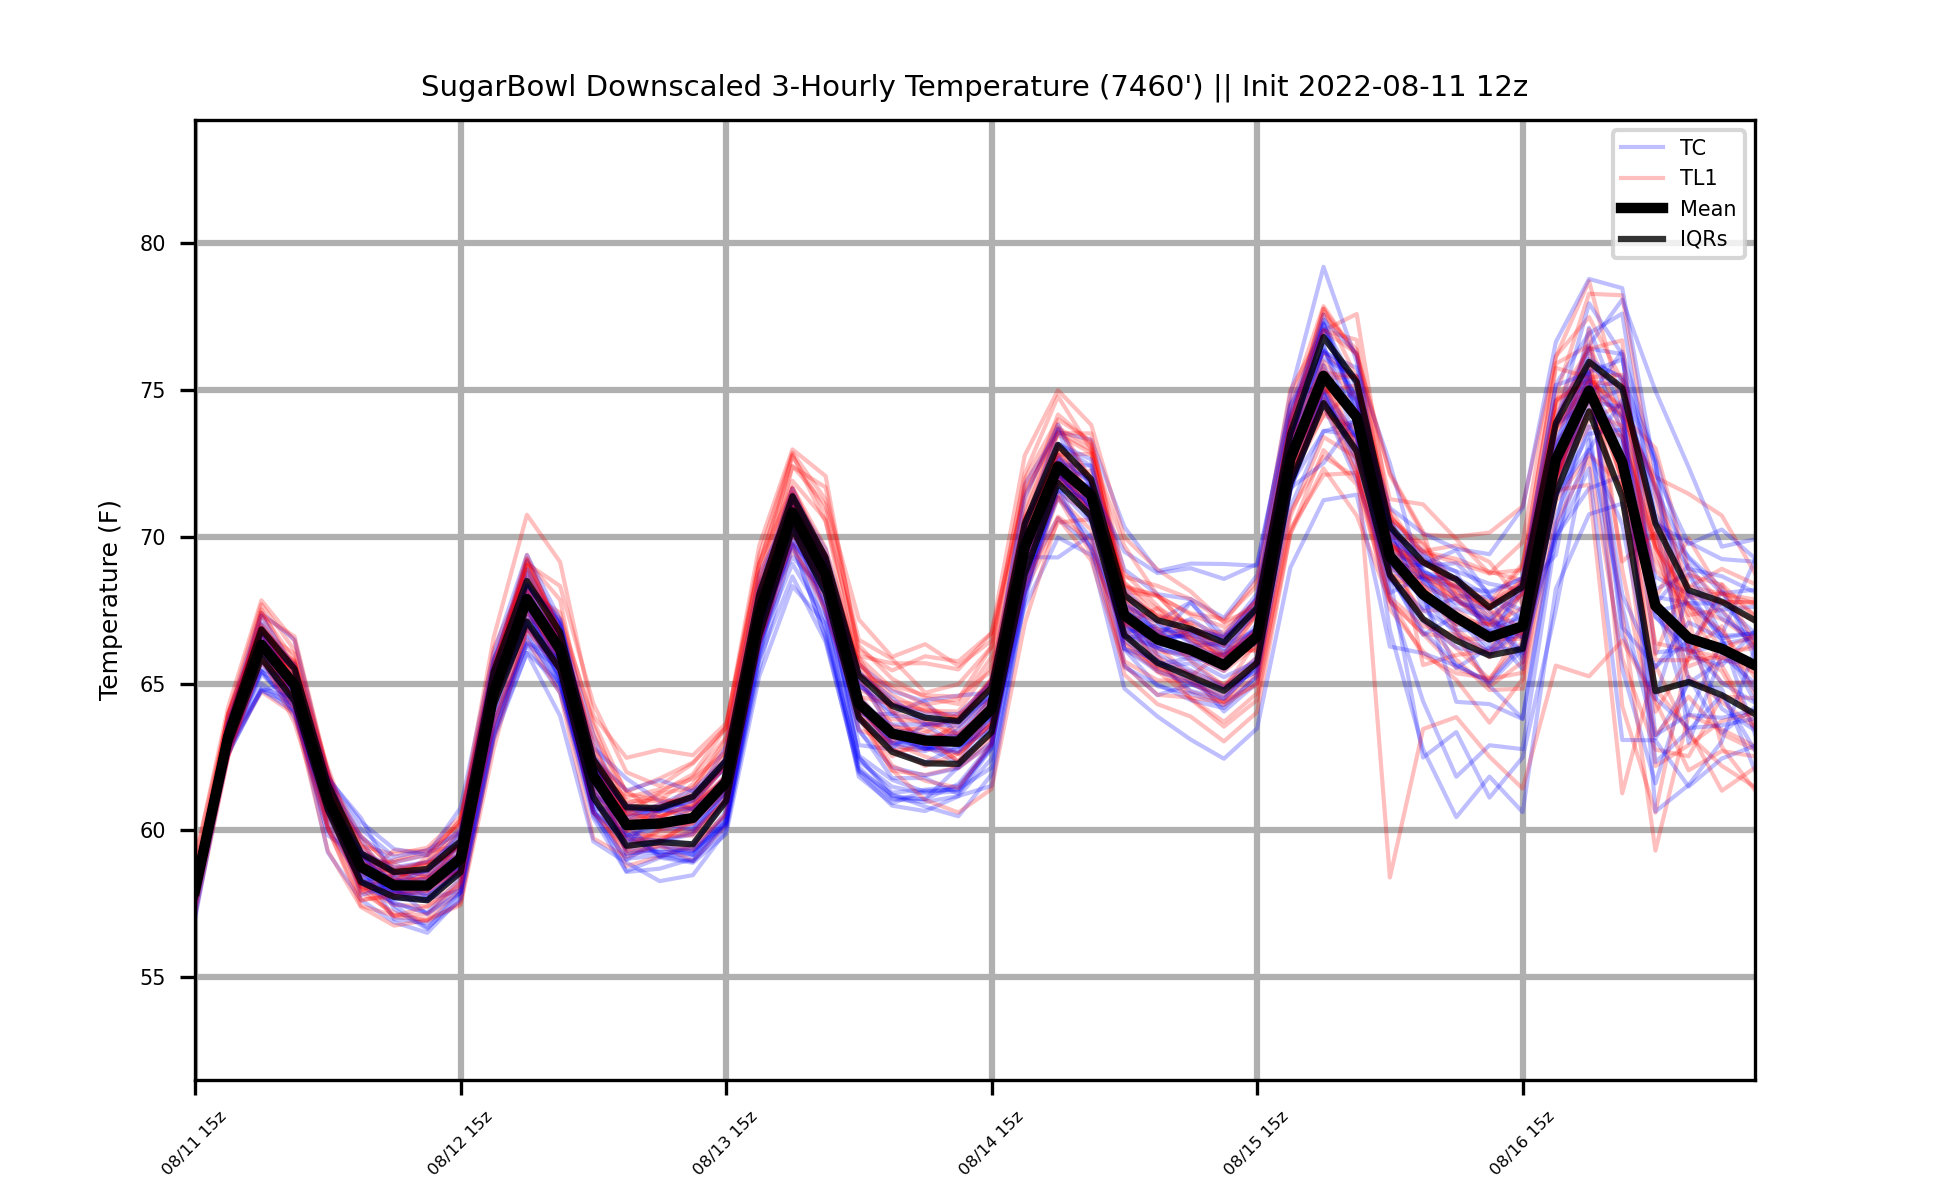 SugarBowl Downscaled 3-Hourly Temperature (7460') || Init 2022-08-11 12z
TC
TL1
Mean
IQRs
Temperature (F)
80
75
70
65
60
55
08/11 15z
08/12 15z
08/13 15z
08/14 15z
08/15 15z
08/16 15z